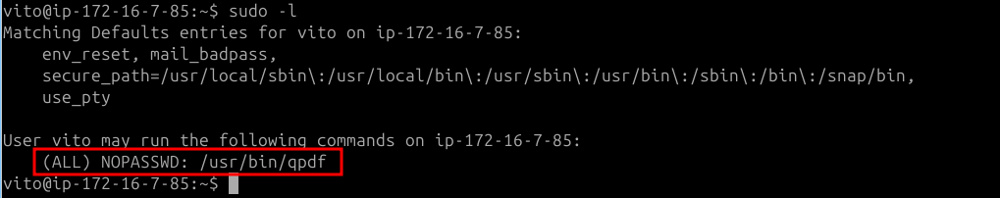 vito@ip-172-16-7-85:~$ sudo -l
Matching Defaults entries for vito on ip-172-16-7-85:
    env_reset, mail_badpass,
    secure_path=/usr/local/sbin\:/usr/local/bin\:/usr/sbin\:/usr/bin\:/sbin\:/bin\:/snap/bin,
    use_pty
User vito may run the following commands on ip-172-16-7-85:
    (ALL) NOPASSWD: /usr/bin/qpdf
vito@ip-172-16-7-85:~$